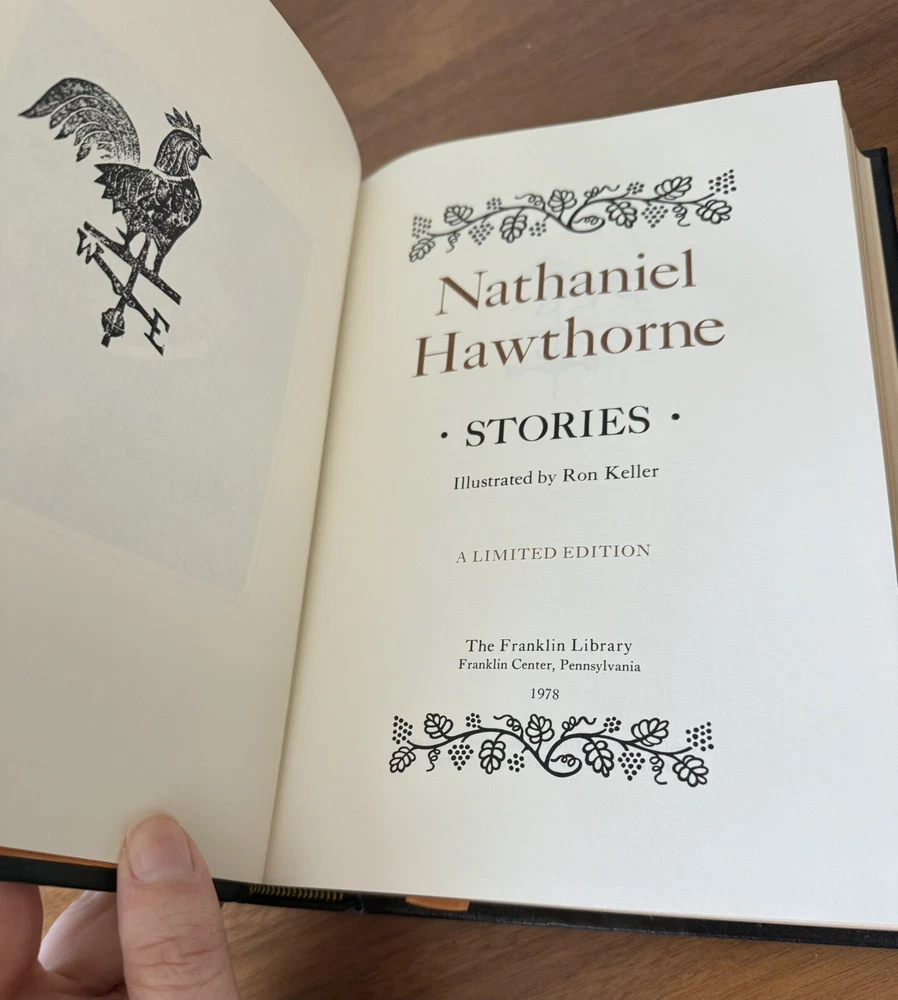 W
E
Nathaniel
Hawthorne
· STORIES ·
Illustrated by Ron Keller
A LIMITED EDITION
The Franklin Library
Franklin Center, Pennsylvania
1978